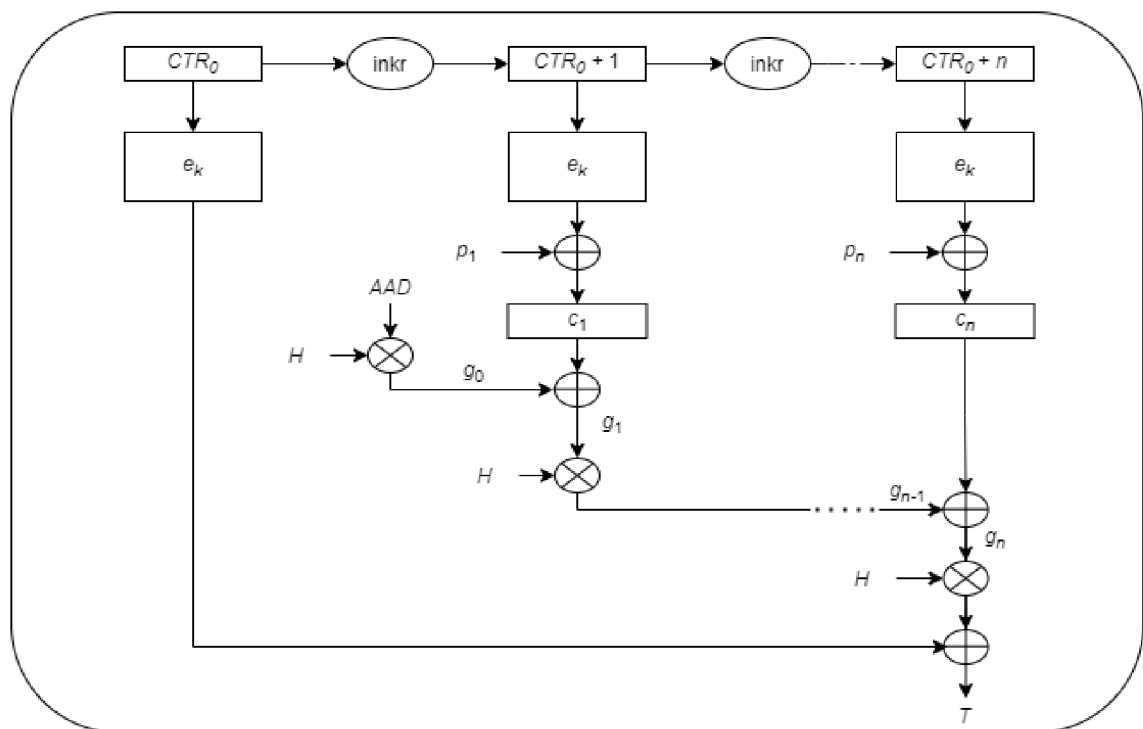 CTR₀ inkr CTR₀ + 1 inkr CTR₀ + n
eₖ eₖ eₖ
p₁ pₙ
AAD
c₁ cₙ
H
g₀
g₁
H
gₙ₋₁
gₙ
H
T